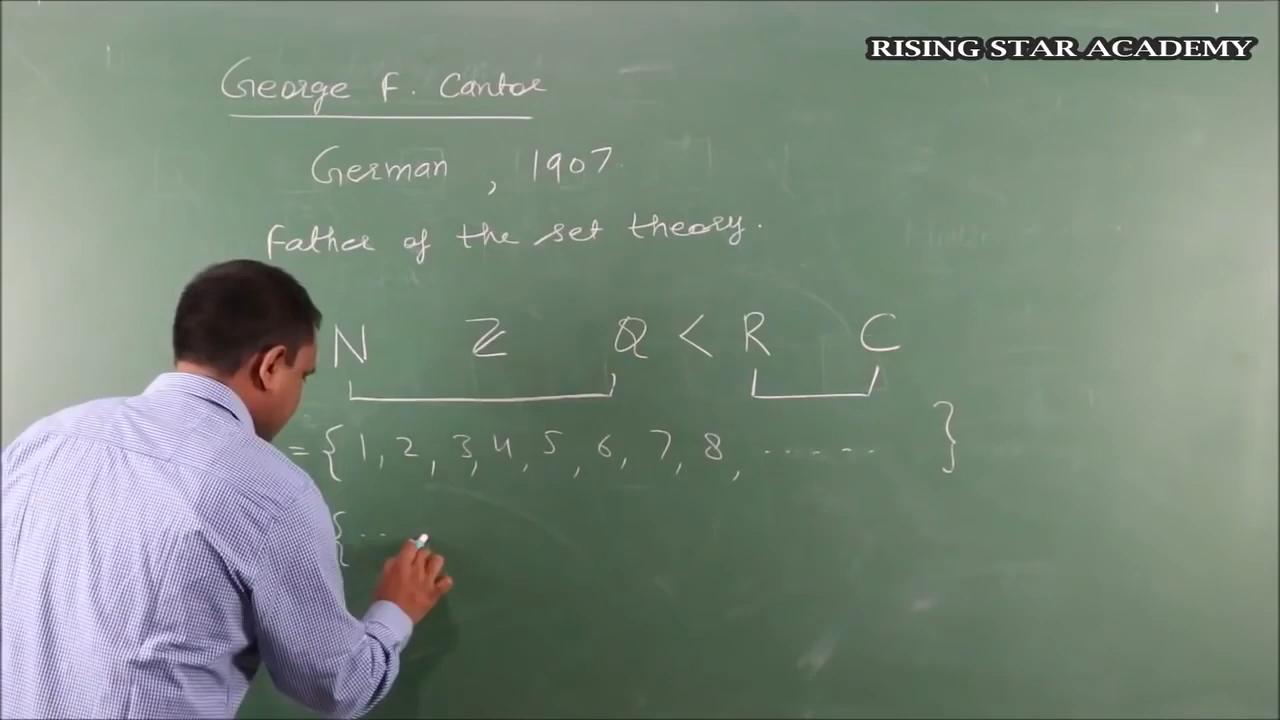 RISING STAR ACADEMY
George F. Cantor
German , 1907.
Father of the set theory.
N Z Q < R C
= {1, 2, 3, 4, 5, 6, 7, 8, ...... }
{ ...